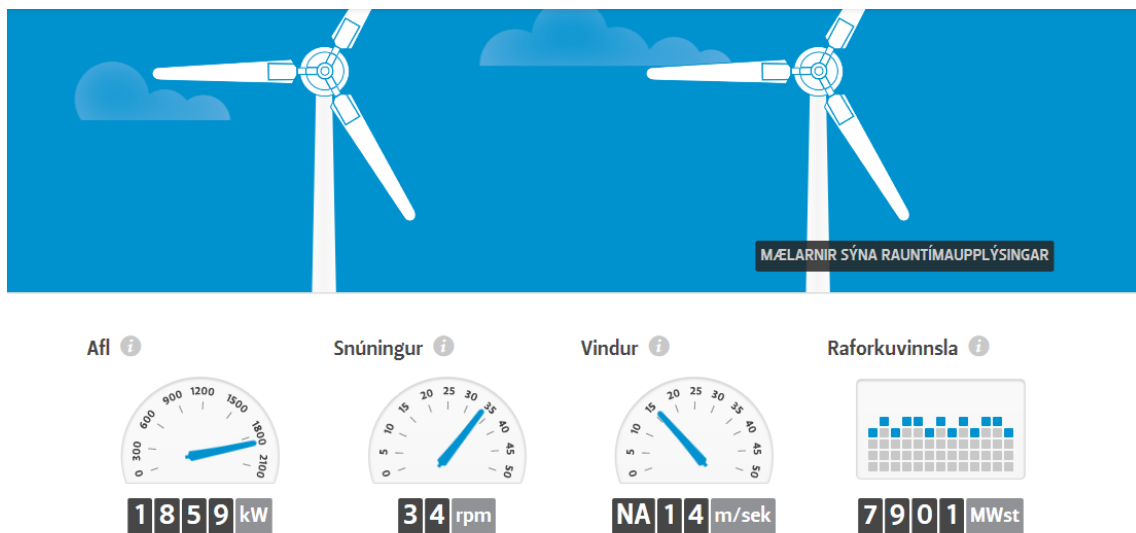 MÆLARNIR SÝNA RAUNTÍMAUPPLÝSINGAR
Afl i
Snúningur i
Vindur i
Raforkuvinnsla i
0 300 600 900 1200 1500 1800 2100
0 5 10 15 20 25 30 35 40 45 50
0 5 10 15 20 25 30 35 40 45 50
1859 kW
34 rpm
NA 14 m/sek
7901 MWst